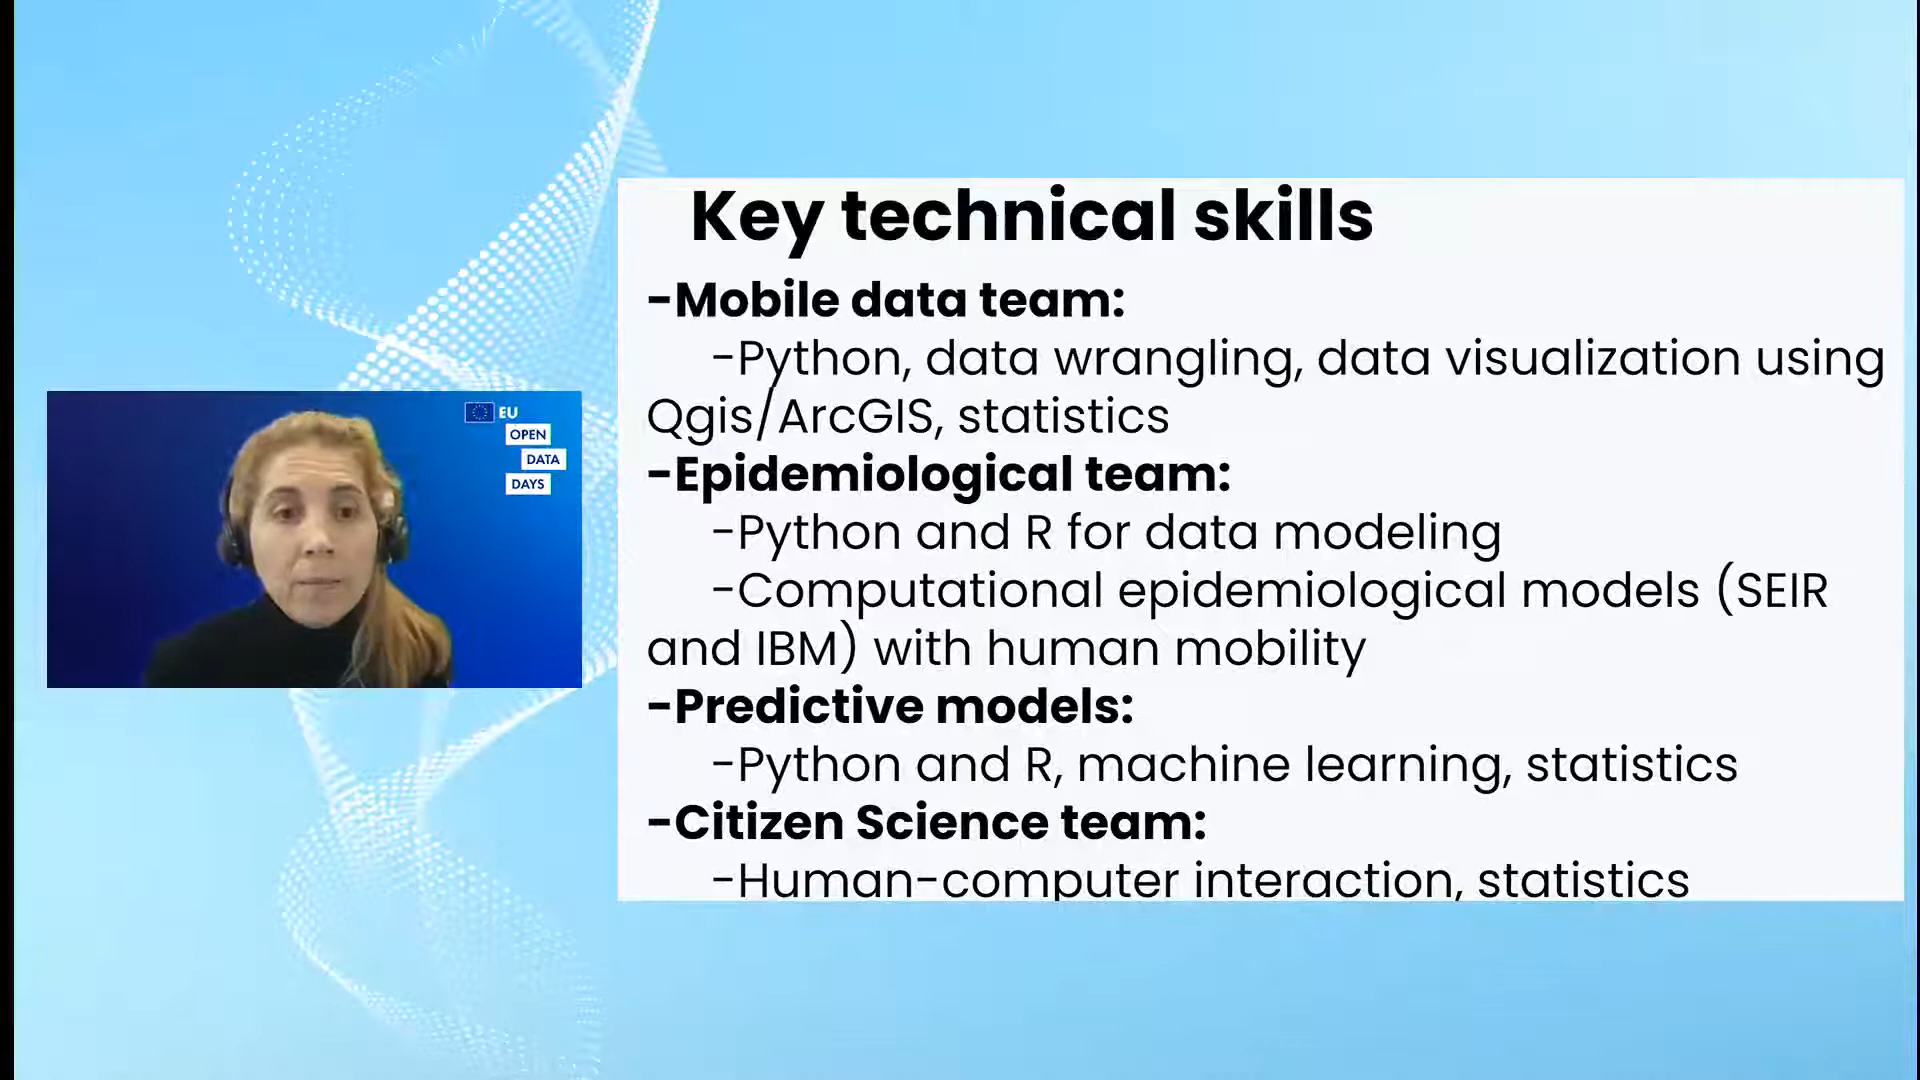 Key technical skills
-Mobile data team:
-Python, data wrangling, data visualization using
Qgis/ArcGIS, statistics
-Epidemiological team:
-Python and R for data modeling
-Computational epidemiological models (SEIR
and IBM) with human mobility
-Predictive models:
-Python and R, machine learning, statistics
-Citizen Science team:
-Human-computer interaction, statistics
EU
OPEN
DATA
DAYS